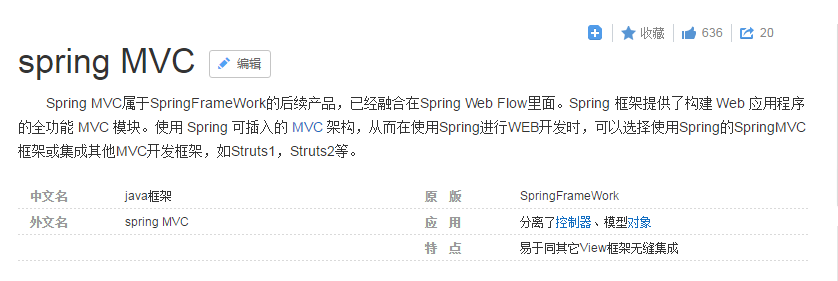 收藏 636 20
spring MVC 编辑
Spring MVC属于SpringFrameWork的后续产品，已经融合在Spring Web Flow里面。Spring 框架提供了构建 Web 应用程序
的全功能 MVC 模块。使用 Spring 可插入的 MVC 架构，从而在使用Spring进行WEB开发时，可以选择使用Spring的SpringMVC
框架或集成其他MVC开发框架，如Struts1，Struts2等。
中文名 java框架 原 版 SpringFrameWork
外文名 spring MVC 应 用 分离了控制器、模型对象
特 点 易于同其它View框架无缝集成